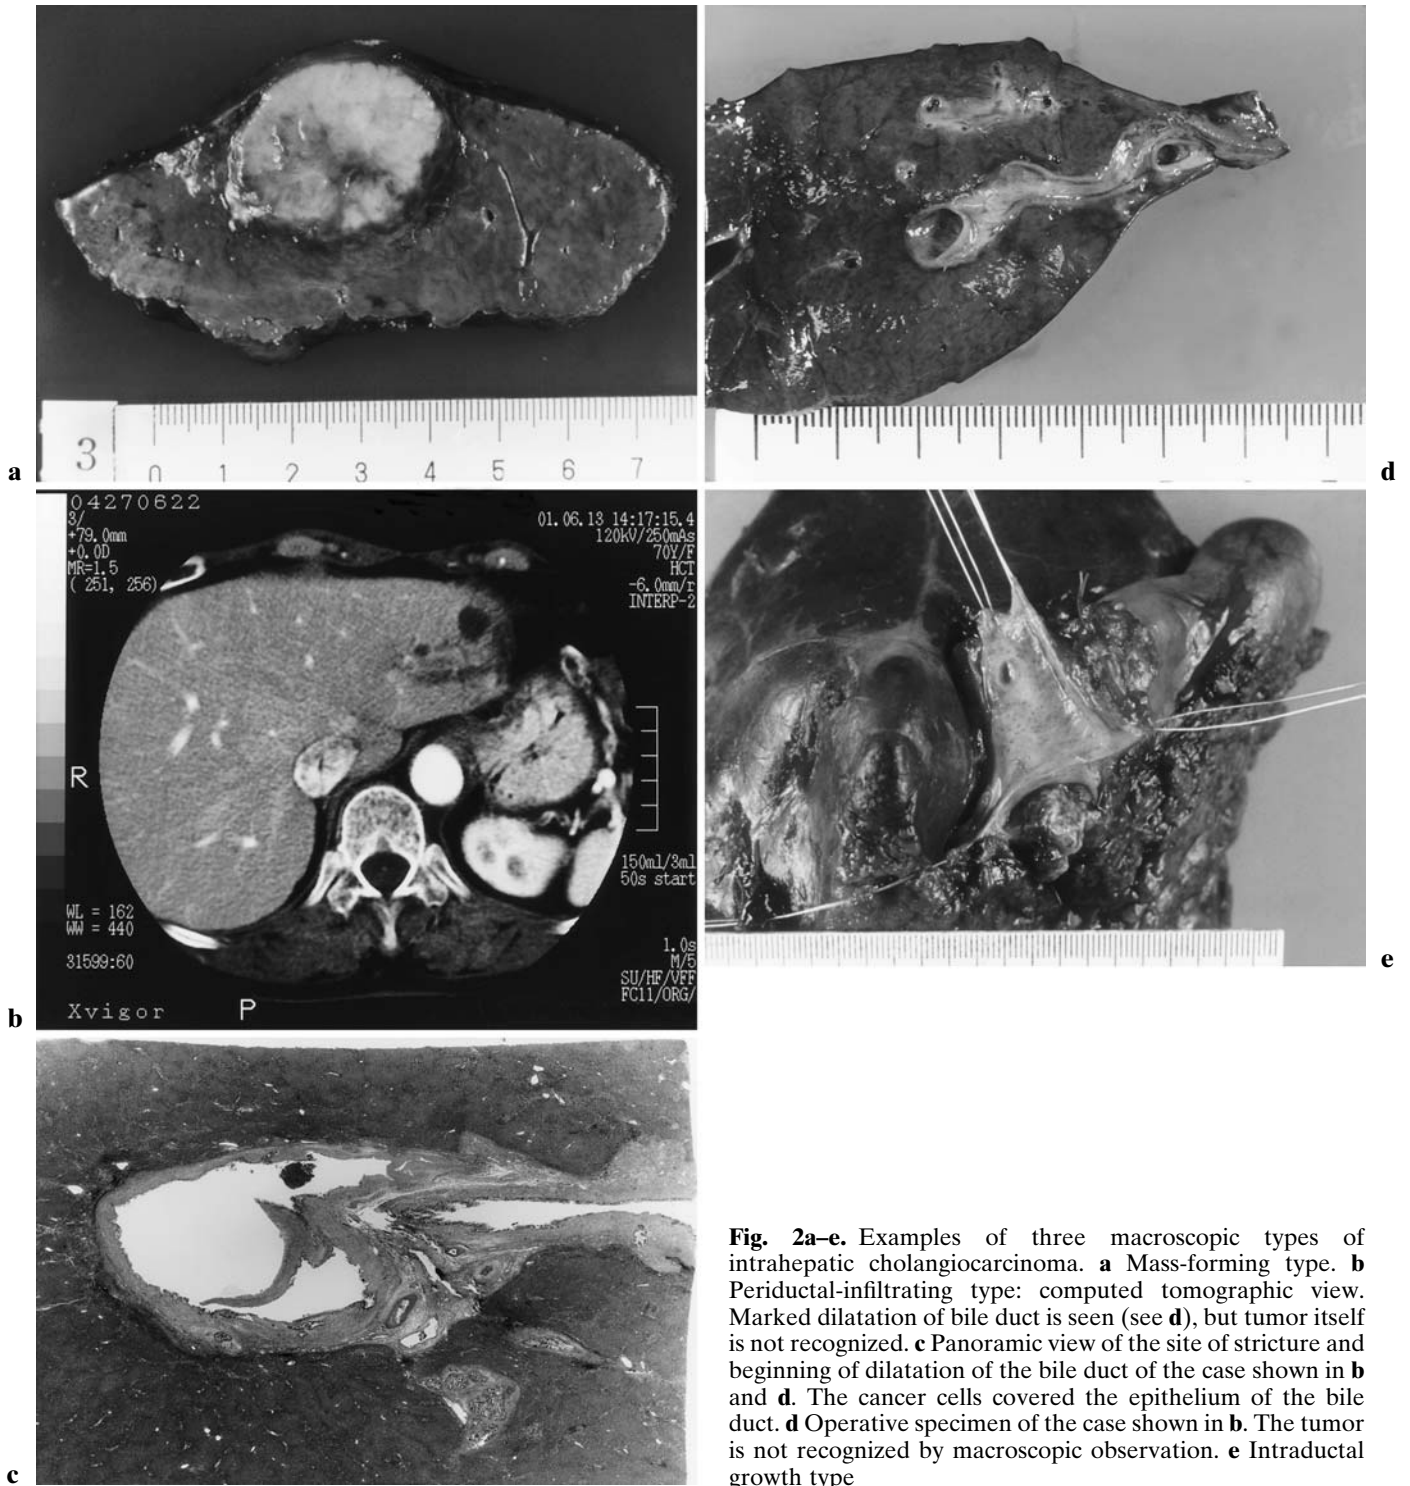 3
0 1 2 3 4 5 6 7
a
d
04270622
3/
+79.0mm
+0.0D
MR=1.5
( 251, 256)
01.06.13 14:17:15.4
120kV/250mAs
70Y/F
HCT
-6.0mm/r
INTERP-2
R
150ml/3ml
50s start
WL = 162
WW = 440
31599:60
1.0s
M/5
SU/HF/VFF
FC11/ORG/
Xvigor
P
b
e
c
Fig. 2a–e. Examples of three macroscopic types of
intrahepatic cholangiocarcinoma. a Mass-forming type. b
Periductal-infiltrating type: computed tomographic view.
Marked dilatation of bile duct is seen (see d), but tumor itself
is not recognized. c Panoramic view of the site of stricture and
beginning of dilatation of the bile duct of the case shown in b
and d. The cancer cells covered the epithelium of the bile
duct. d Operative specimen of the case shown in b. The tumor
is not recognized by macroscopic observation. e Intraductal
growth type